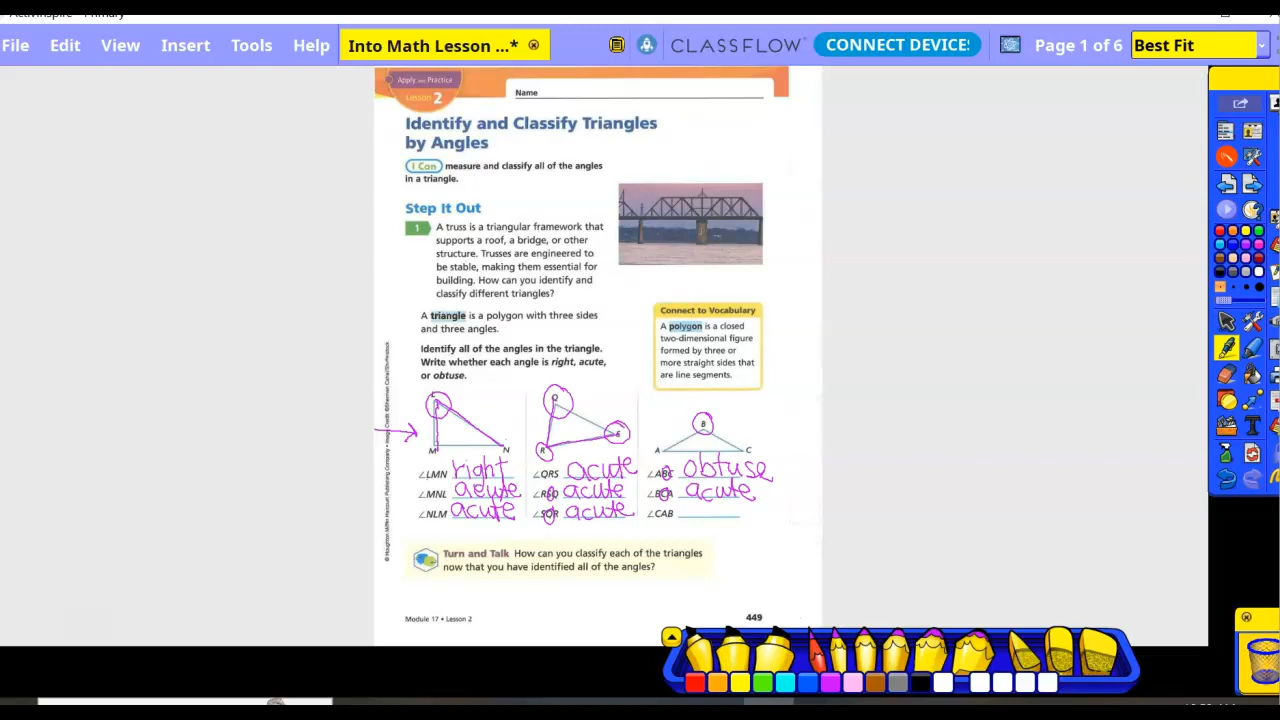 File Edit View Insert Tools Help Into Math Lesson ...* CLASSFLOW CONNECT DEVICES Page 1 of 6 Best Fit
Apply and Practice
Lesson 2
Name
Identify and Classify Triangles
by Angles
I Can measure and classify all of the angles
in a triangle.
Step It Out
1 A truss is a triangular framework that
supports a roof, a bridge, or other
structure. Trusses are engineered to
be stable, making them essential for
building. How can you identify and
classify different triangles?
A triangle is a polygon with three sides
and three angles.
Identify all of the angles in the triangle.
Write whether each angle is right, acute,
or obtuse.
Connect to Vocabulary
A polygon is a closed
two-dimensional figure
formed by three or
more straight sides that
are line segments.
L
M N
Q
R S
B
A C
∠LMN right
∠MNL acute
∠NLM acute
∠QRS acute
∠RSQ acute
∠SQR acute
∠ABC obtuse
∠BCA acute
∠CAB
Turn and Talk How can you classify each of the triangles
now that you have identified all of the angles?
Module 17 • Lesson 2
449